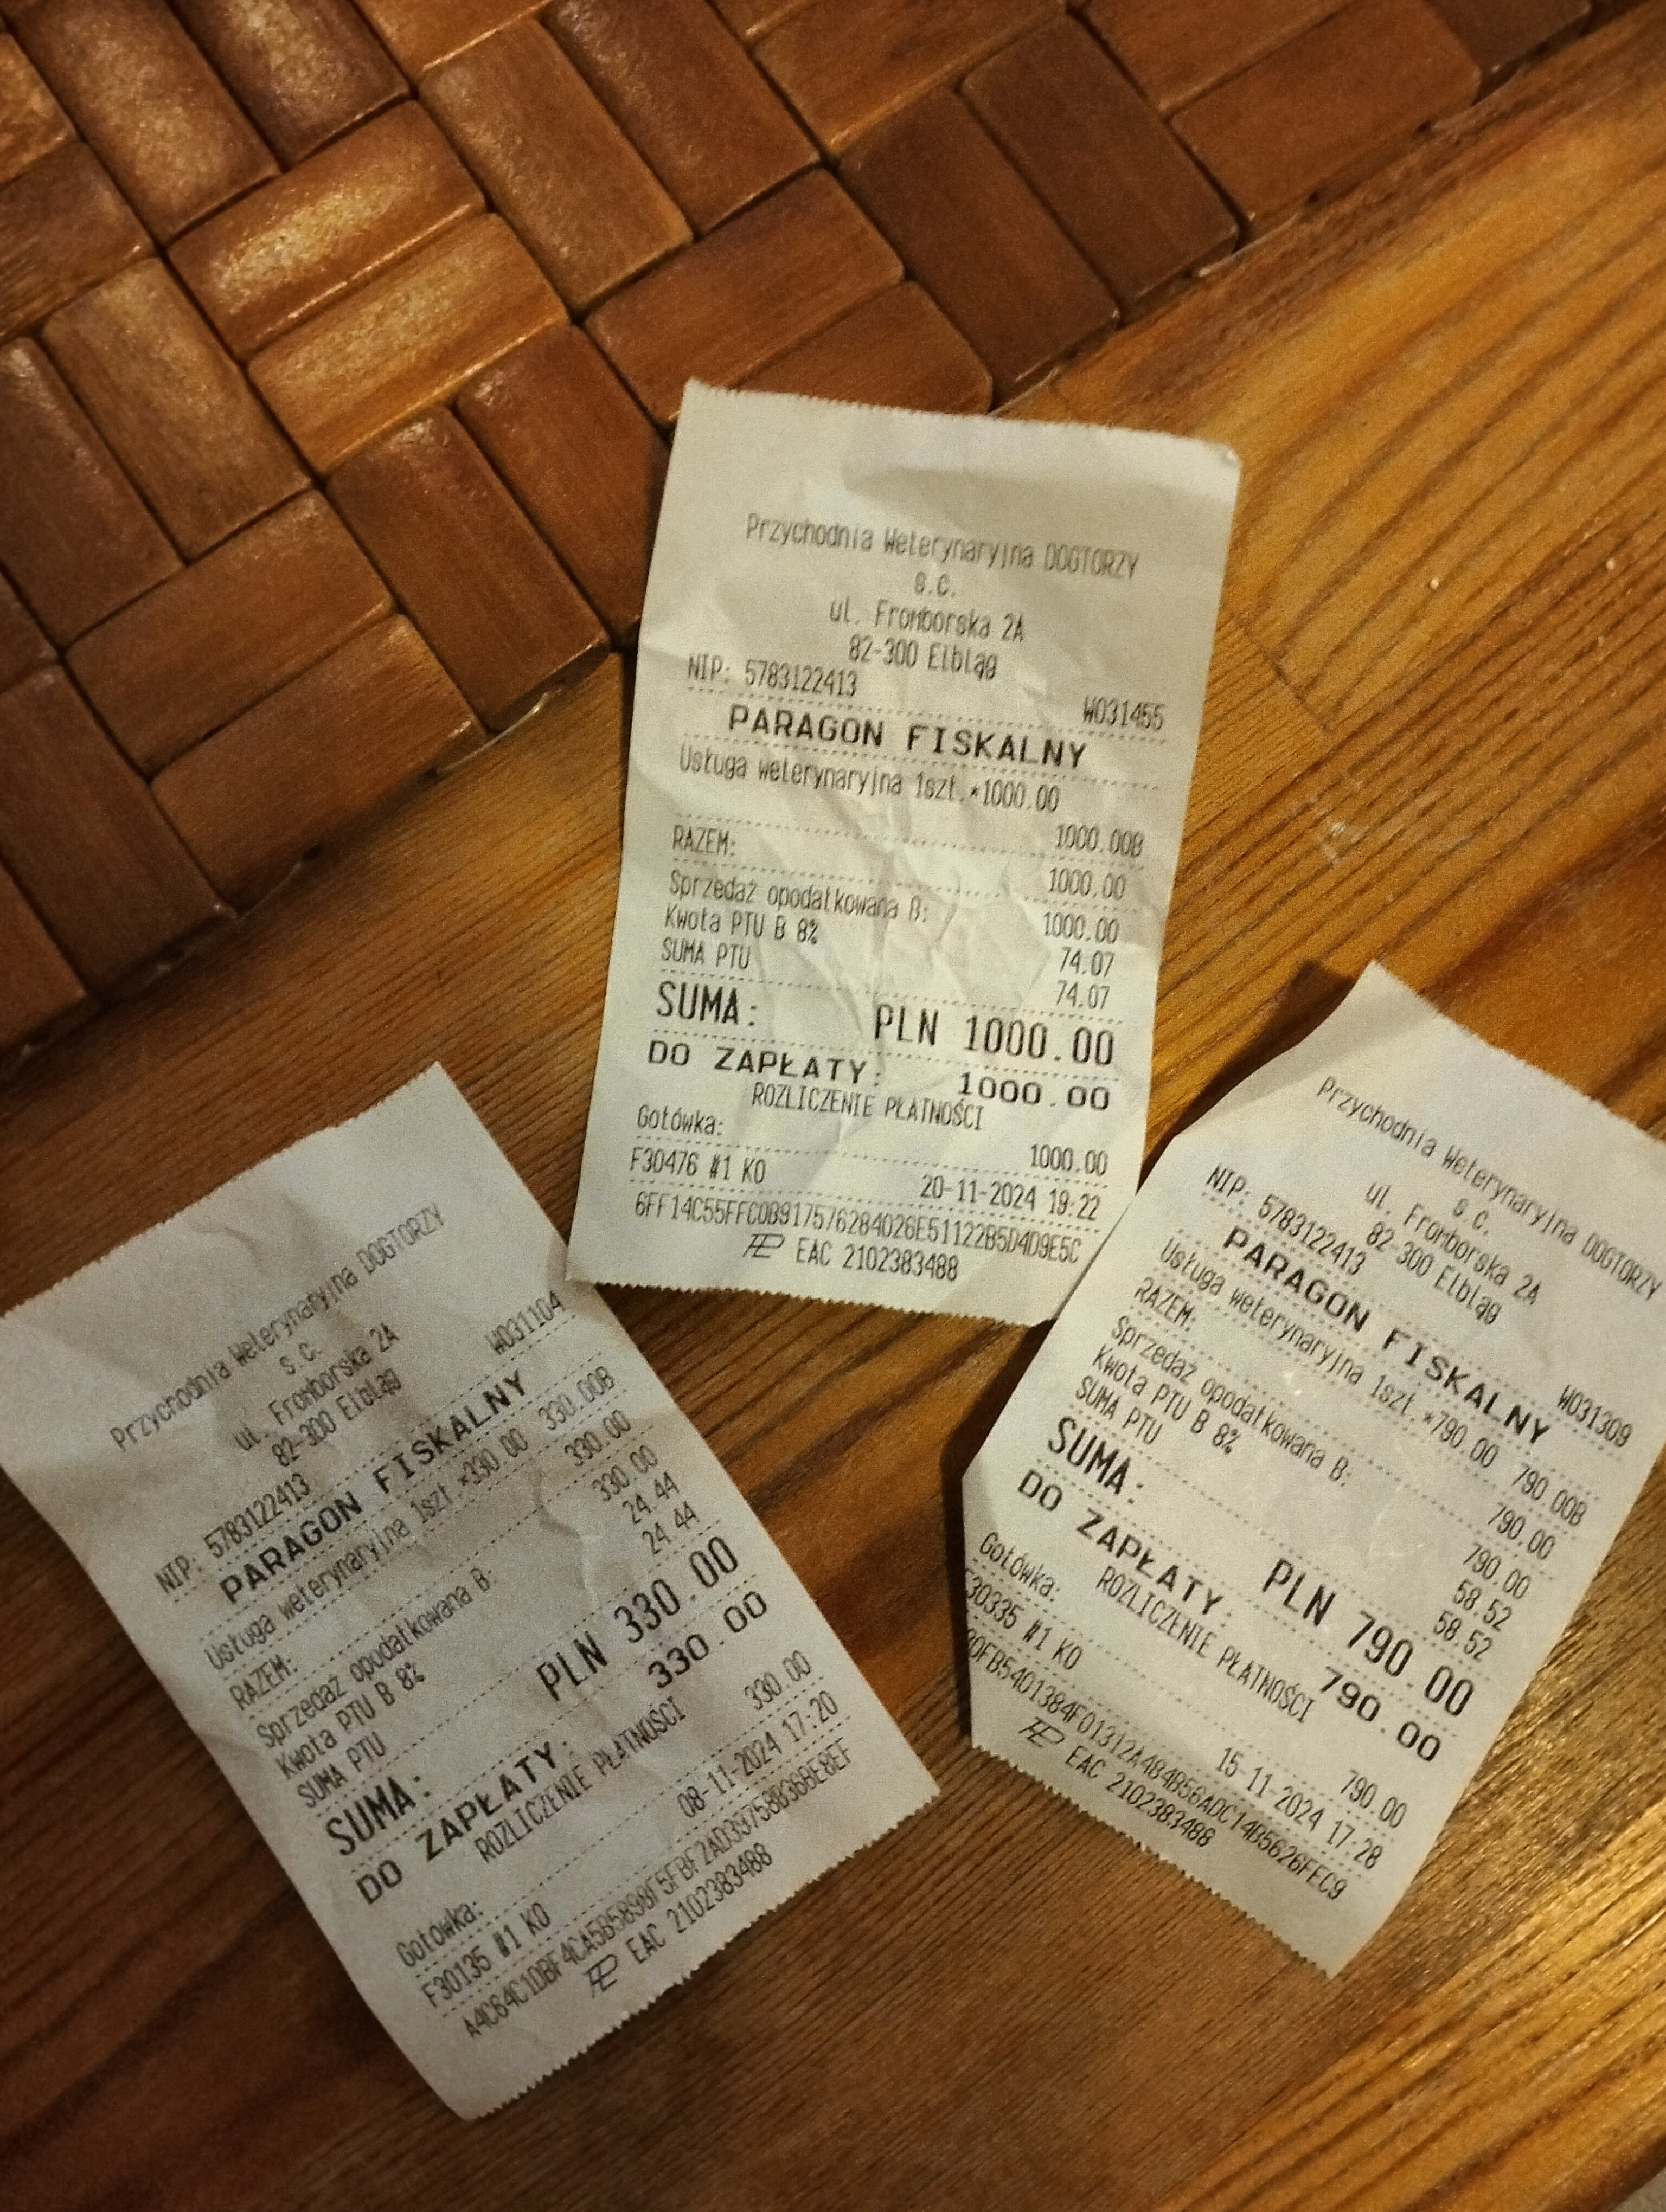 Przychodnia Weterynaryjna DOGTORZY
s.c.
ul. Fromborska 2A
82-300 Elbląg
NIP: 5783122413 W031455
PARAGON FISKALNY
Usługa weterynaryjna 1szt.*1000.00
1000.00B
RAZEM: 1000.00
Sprzedaż opodatkowana B: 1000.00
Kwota PTU B 8% 74.07
SUMA PTU 74.07
SUMA: PLN 1000.00
DO ZAPŁATY: 1000.00
ROZLICZENIE PŁATNOŚCI
Gotówka: 1000.00
F30476 #1 KO 20-11-2024 19:22
6FF14C55FFC0B917576284026E51122B5D4D9E5C
EAC 2102383488
Przychodnia Weterynaryjna DOGTORZY
s.c.
ul. Fromborska 2A
82-300 Elbląg
NIP: 5783122413 W031104
PARAGON FISKALNY
Usługa weterynaryjna 1szt.*330.00 330.00B
RAZEM: 330.00
Sprzedaż opodatkowana B: 330.00
Kwota PTU B 8% 24.44
SUMA PTU 24.44
SUMA: PLN 330.00
DO ZAPŁATY: 330.00
ROZLICZENIE PŁATNOŚCI
Gotówka: 330.00
F30135 #1 KO 08-11-2024 17:20
EAC 2102383488
Przychodnia Weterynaryjna DOGTORZY
s.c.
ul. Fromborska 2A
82-300 Elbląg
NIP: 5783122413 W031309
PARAGON FISKALNY
Usługa weterynaryjna 1szt.*790.00 790.00B
RAZEM: 790.00
Sprzedaż opodatkowana B: 790.00
Kwota PTU B 8% 58.52
SUMA PTU 58.52
SUMA: PLN 790.00
DO ZAPŁATY: 790.00
ROZLICZENIE PŁATNOŚCI
Gotówka: 790.00
F30335 #1 KO 15-11-2024 17:28
EAC 2102383488